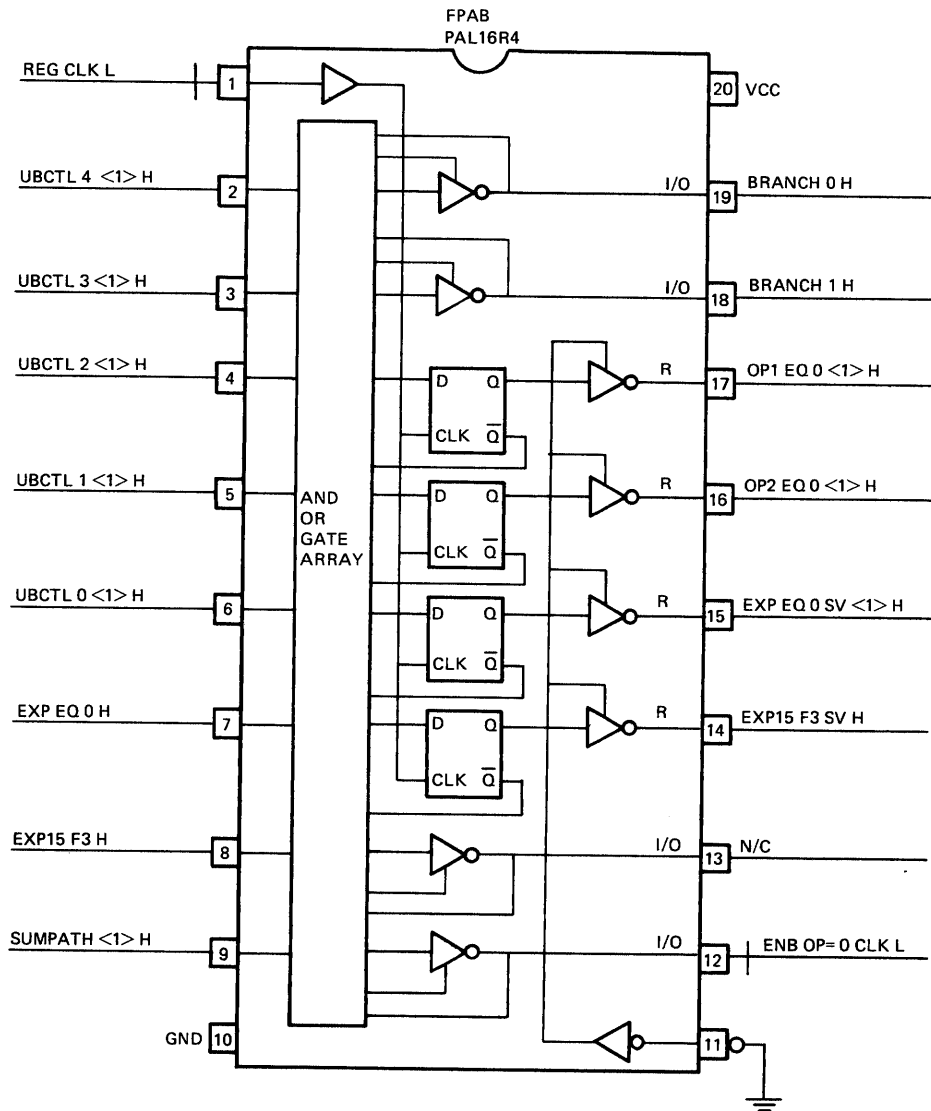 FPAB
PAL16R4
REG CLK L
1
20 VCC
UBCTL 4 <1> H
2
I/O
19
BRANCH 0 H
UBCTL 3 <1> H
3
I/O
18
BRANCH 1 H
UBCTL 2 <1> H
4
D Q
CLK Q̅
R
17
OP1 EQ 0 <1> H
UBCTL 1 <1> H
5
D Q
CLK Q̅
R
16
OP2 EQ 0 <1> H
AND
OR
GATE
ARRAY
UBCTL 0 <1> H
6
D Q
CLK Q̅
R
15
EXP EQ 0 SV <1> H
EXP EQ 0 H
7
D Q
CLK Q̅
R
14
EXP15 F3 SV H
EXP15 F3 H
8
I/O
13
N/C
SUMPATH <1> H
9
I/O
12
ENB OP=0 CLK L
GND 10
11